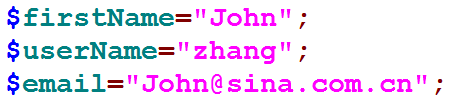 $firstName="John";
$userName="zhang";
$email="John@sina.com.cn";